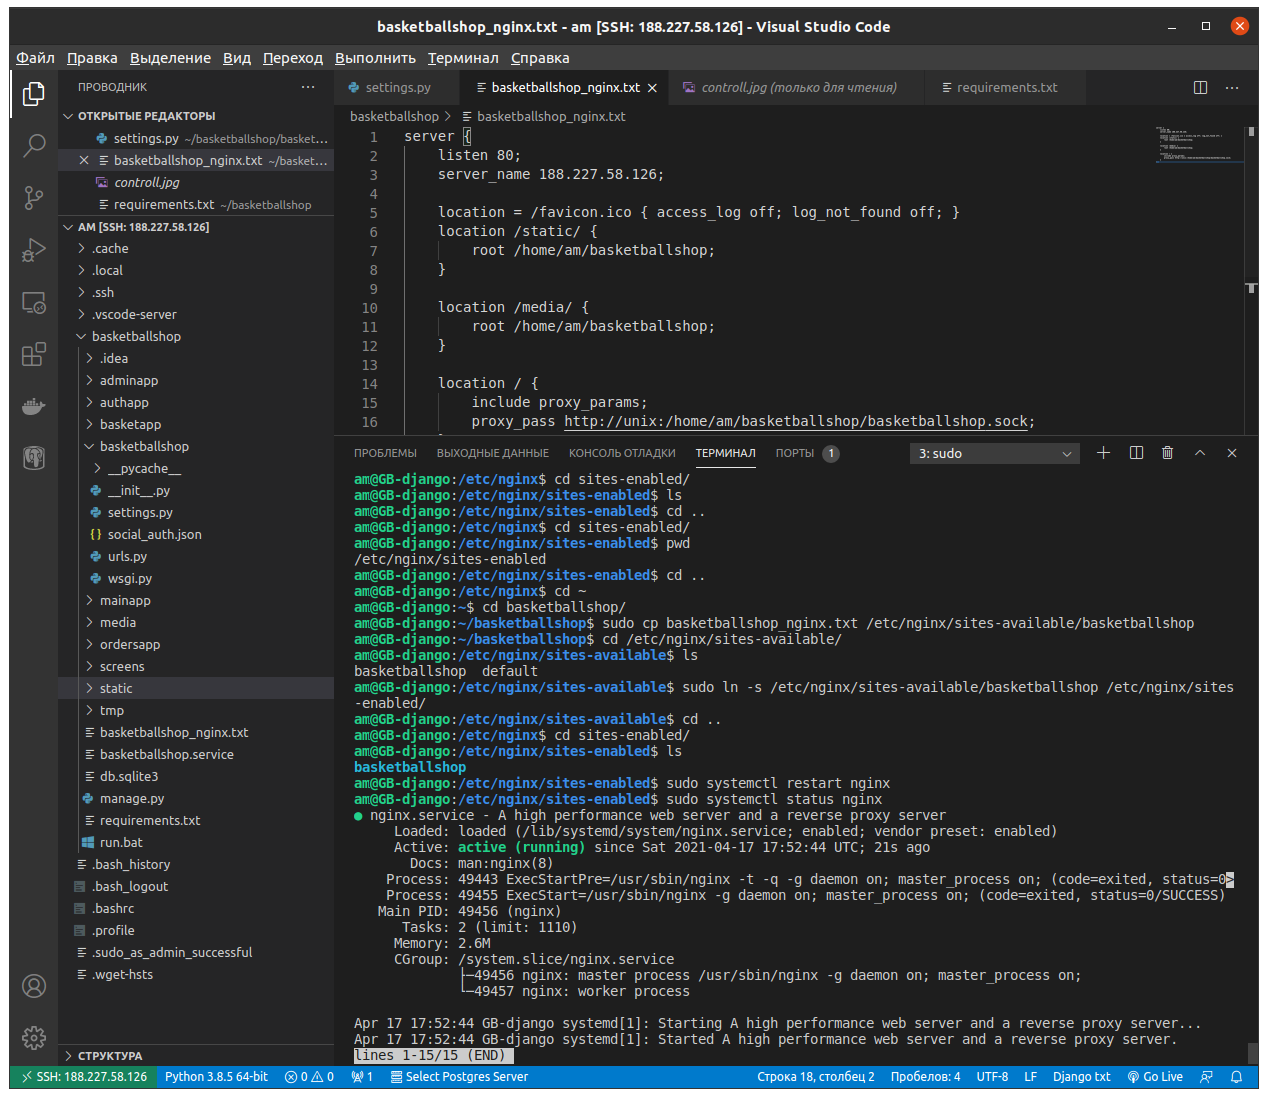 basketballshop_nginx.txt - am [SSH: 188.227.58.126] - Visual Studio Code
Файл Правка Выделение Вид Переход Выполнить Терминал Справка
ПРОВОДНИК
ОТКРЫТЫЕ РЕДАКТОРЫ
settings.py ~/basketballshop/basket...
basketballshop_nginx.txt ~/basket...
controll.jpg
requirements.txt ~/basketballshop
AM [SSH: 188.227.58.126]
.cache
.local
.ssh
.vscode-server
basketballshop
.idea
adminapp
authapp
basketapp
basketballshop
__pycache__
__init__.py
settings.py
social_auth.json
urls.py
wsgi.py
mainapp
media
ordersapp
screens
static
tmp
basketballshop_nginx.txt
basketballshop.service
db.sqlite3
manage.py
requirements.txt
run.bat
.bash_history
.bash_logout
.bashrc
.profile
.sudo_as_admin_successful
.wget-hsts
СТРУКТУРА
settings.py basketballshop_nginx.txt controll.jpg (только для чтения) requirements.txt
basketballshop > basketballshop_nginx.txt
1 server {
2 listen 80;
3 server_name 188.227.58.126;
4
5 location = /favicon.ico { access_log off; log_not_found off; }
6 location /static/ {
7 root /home/am/basketballshop;
8 }
9
10 location /media/ {
11 root /home/am/basketballshop;
12 }
13
14 location / {
15 include proxy_params;
16 proxy_pass http://unix:/home/am/basketballshop/basketballshop.sock;
ПРОБЛЕМЫ ВЫХОДНЫЕ ДАННЫЕ КОНСОЛЬ ОТЛАДКИ ТЕРМИНАЛ ПОРТЫ 1 3: sudo
am@GB-django:/etc/nginx$ cd sites-enabled/
am@GB-django:/etc/nginx/sites-enabled$ ls
am@GB-django:/etc/nginx/sites-enabled$ cd ..
am@GB-django:/etc/nginx$ cd sites-enabled/
am@GB-django:/etc/nginx/sites-enabled$ pwd
/etc/nginx/sites-enabled
am@GB-django:/etc/nginx/sites-enabled$ cd ..
am@GB-django:/etc/nginx$ cd ~
am@GB-django:~$ cd basketballshop/
am@GB-django:~/basketballshop$ sudo cp basketballshop_nginx.txt /etc/nginx/sites-available/basketballshop
am@GB-django:~/basketballshop$ cd /etc/nginx/sites-available/
am@GB-django:/etc/nginx/sites-available$ ls
basketballshop default
am@GB-django:/etc/nginx/sites-available$ sudo ln -s /etc/nginx/sites-available/basketballshop /etc/nginx/sites
-enabled/
am@GB-django:/etc/nginx/sites-available$ cd ..
am@GB-django:/etc/nginx$ cd sites-enabled/
am@GB-django:/etc/nginx/sites-enabled$ ls
basketballshop
am@GB-django:/etc/nginx/sites-enabled$ sudo systemctl restart nginx
am@GB-django:/etc/nginx/sites-enabled$ sudo systemctl status nginx
● nginx.service - A high performance web server and a reverse proxy server
Loaded: loaded (/lib/systemd/system/nginx.service; enabled; vendor preset: enabled)
Active: active (running) since Sat 2021-04-17 17:52:44 UTC; 21s ago
Docs: man:nginx(8)
Process: 49443 ExecStartPre=/usr/sbin/nginx -t -q -g daemon on; master_process on; (code=exited, status=0>
Process: 49455 ExecStart=/usr/sbin/nginx -g daemon on; master_process on; (code=exited, status=0/SUCCESS)
Main PID: 49456 (nginx)
Tasks: 2 (limit: 1110)
Memory: 2.6M
CGroup: /system.slice/nginx.service
├─49456 nginx: master process /usr/sbin/nginx -g daemon on; master_process on;
└─49457 nginx: worker process
Apr 17 17:52:44 GB-django systemd[1]: Starting A high performance web server and a reverse proxy server...
Apr 17 17:52:44 GB-django systemd[1]: Started A high performance web server and a reverse proxy server.
lines 1-15/15 (END)
SSH: 188.227.58.126 Python 3.8.5 64-bit 0 0 1 Select Postgres Server Строка 18, столбец 2 Пробелов: 4 UTF-8 LF Django txt Go Live